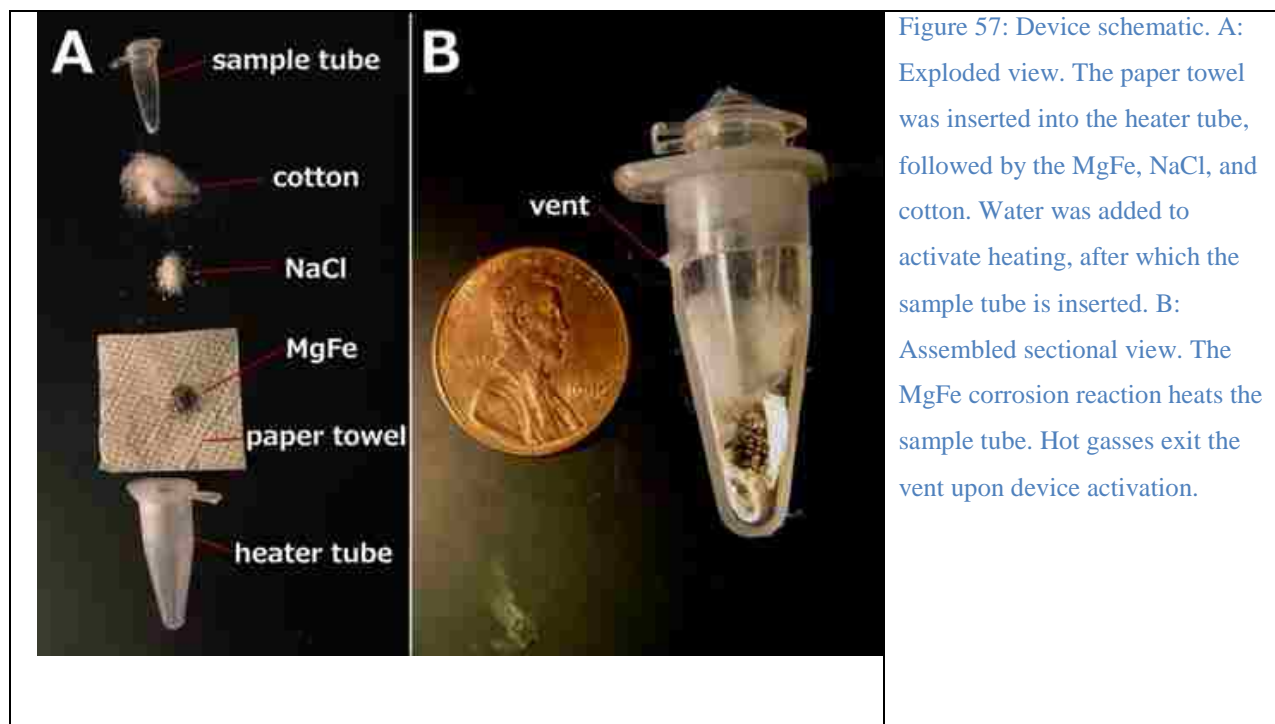 A
sample tube
cotton
NaCl
MgFe
paper towel
heater tube
B
vent
Figure 57: Device schematic. A:
Exploded view. The paper towel
was inserted into the heater tube,
followed by the MgFe, NaCl, and
cotton. Water was added to
activate heating, after which the
sample tube is inserted. B:
Assembled sectional view. The
MgFe corrosion reaction heats the
sample tube. Hot gasses exit the
vent upon device activation.